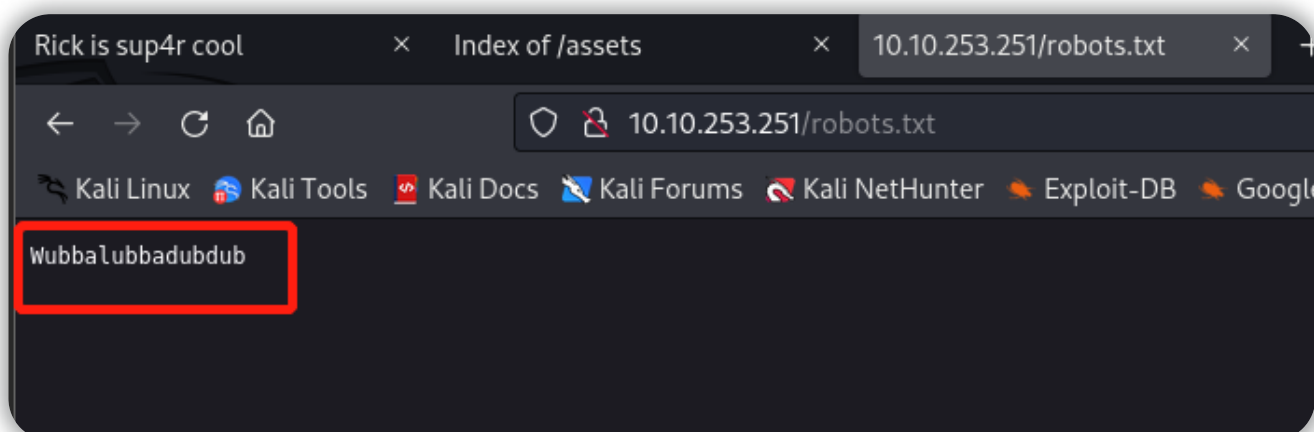 Rick is sup4r cool Index of /assets 10.10.253.251/robots.txt
10.10.253.251/robots.txt
Kali Linux Kali Tools Kali Docs Kali Forums Kali NetHunter Exploit-DB Google
Wubbalubbadubdub